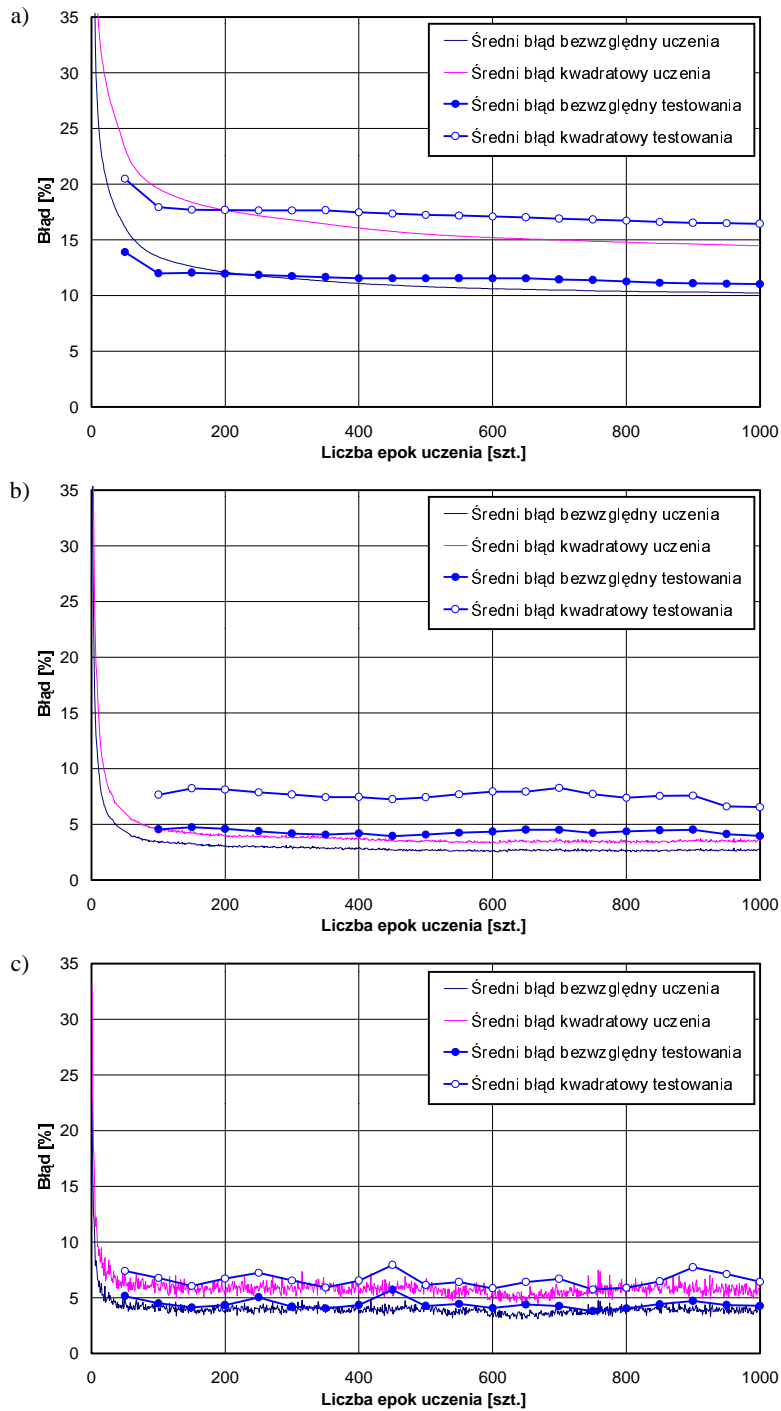 a)
35
30
25
20
15
10
5
0
Błąd [%]
Średni błąd bezwzględny uczenia
Średni błąd kwadratowy uczenia
Średni błąd bezwzględny testowania
Średni błąd kwadratowy testowania
0 200 400 600 800 1000
Liczba epok uczenia [szt.]
b)
35
30
25
20
15
10
5
0
Błąd [%]
Średni błąd bezwzględny uczenia
Średni błąd kwadratowy uczenia
Średni błąd bezwzględny testowania
Średni błąd kwadratowy testowania
0 200 400 600 800 1000
Liczba epok uczenia [szt.]
c)
35
30
25
20
15
10
5
0
Błąd [%]
Średni błąd bezwzględny uczenia
Średni błąd kwadratowy uczenia
Średni błąd bezwzględny testowania
Średni błąd kwadratowy testowania
0 200 400 600 800 1000
Liczba epok uczenia [szt.]